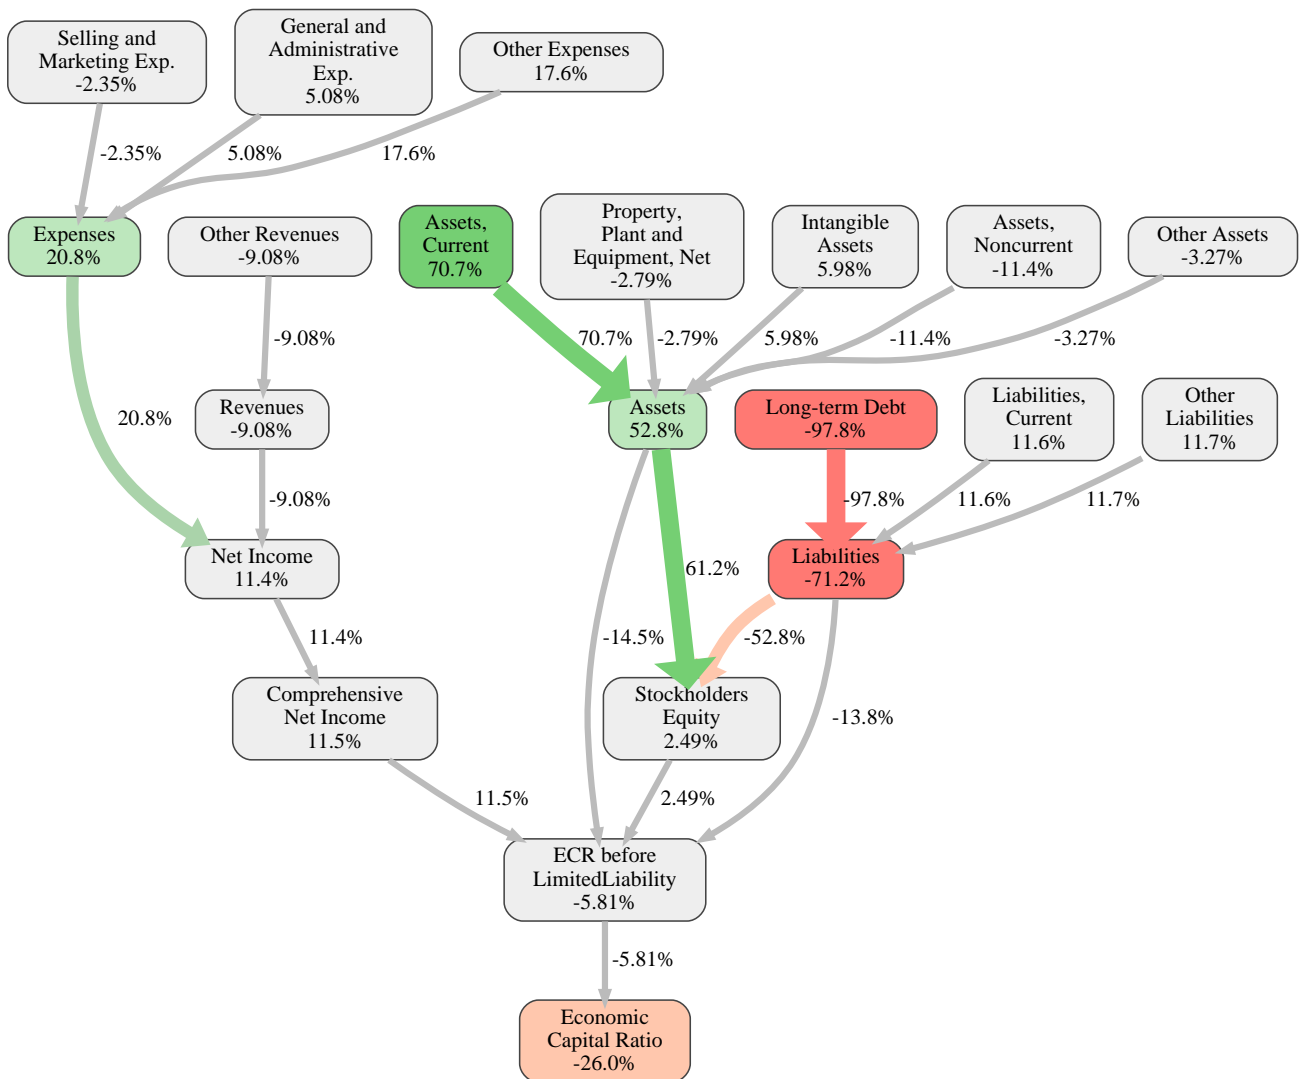 Selling and
Marketing Exp.
-2.35%
General and
Administrative
Exp.
5.08%
Other Expenses
17.6%
-2.35%
5.08%
17.6%
Expenses
20.8%
Other Revenues
-9.08%
Assets,
Current
70.7%
Property,
Plant and
Equipment, Net
-2.79%
Intangible
Assets
5.98%
Assets,
Noncurrent
-11.4%
Other Assets
-3.27%
-9.08%
70.7%
-2.79%
5.98%
-11.4%
-3.27%
20.8%
Revenues
-9.08%
Assets
52.8%
Long-term Debt
-97.8%
Liabilities,
Current
11.6%
Other
Liabilities
11.7%
-9.08%
-97.8%
11.6%
11.7%
Net Income
11.4%
61.2%
Liabilities
-71.2%
11.4%
-14.5%
-52.8%
Comprehensive
Net Income
11.5%
Stockholders
Equity
2.49%
-13.8%
11.5%
2.49%
ECR before
LimitedLiability
-5.81%
-5.81%
Economic
Capital Ratio
-26.0%